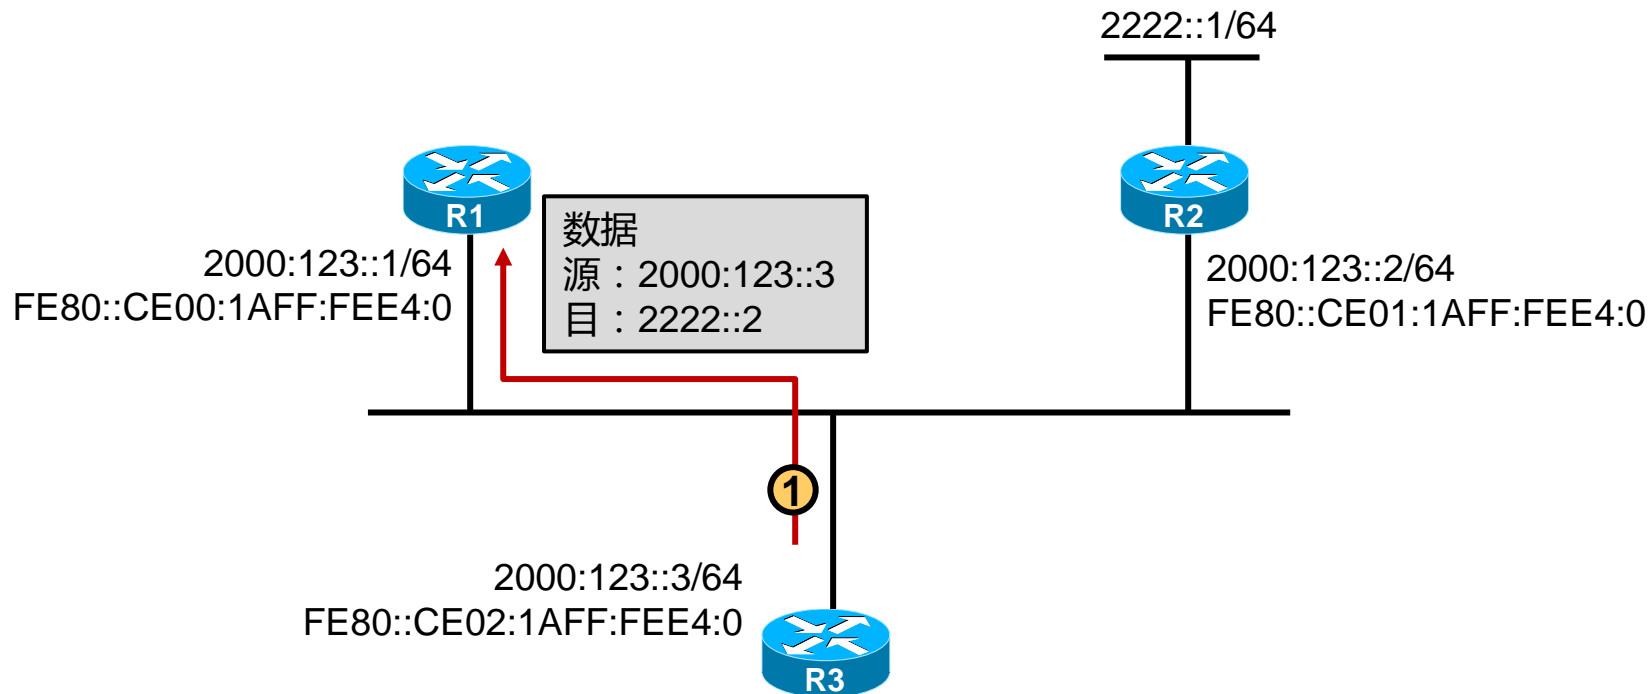 2222::1/64
R1
R2
数据
源：2000:123::3
目：2222::2
2000:123::1/64
FE80::CE00:1AFF:FEE4:0
2000:123::2/64
FE80::CE01:1AFF:FEE4:0
1
2000:123::3/64
FE80::CE02:1AFF:FEE4:0
R3